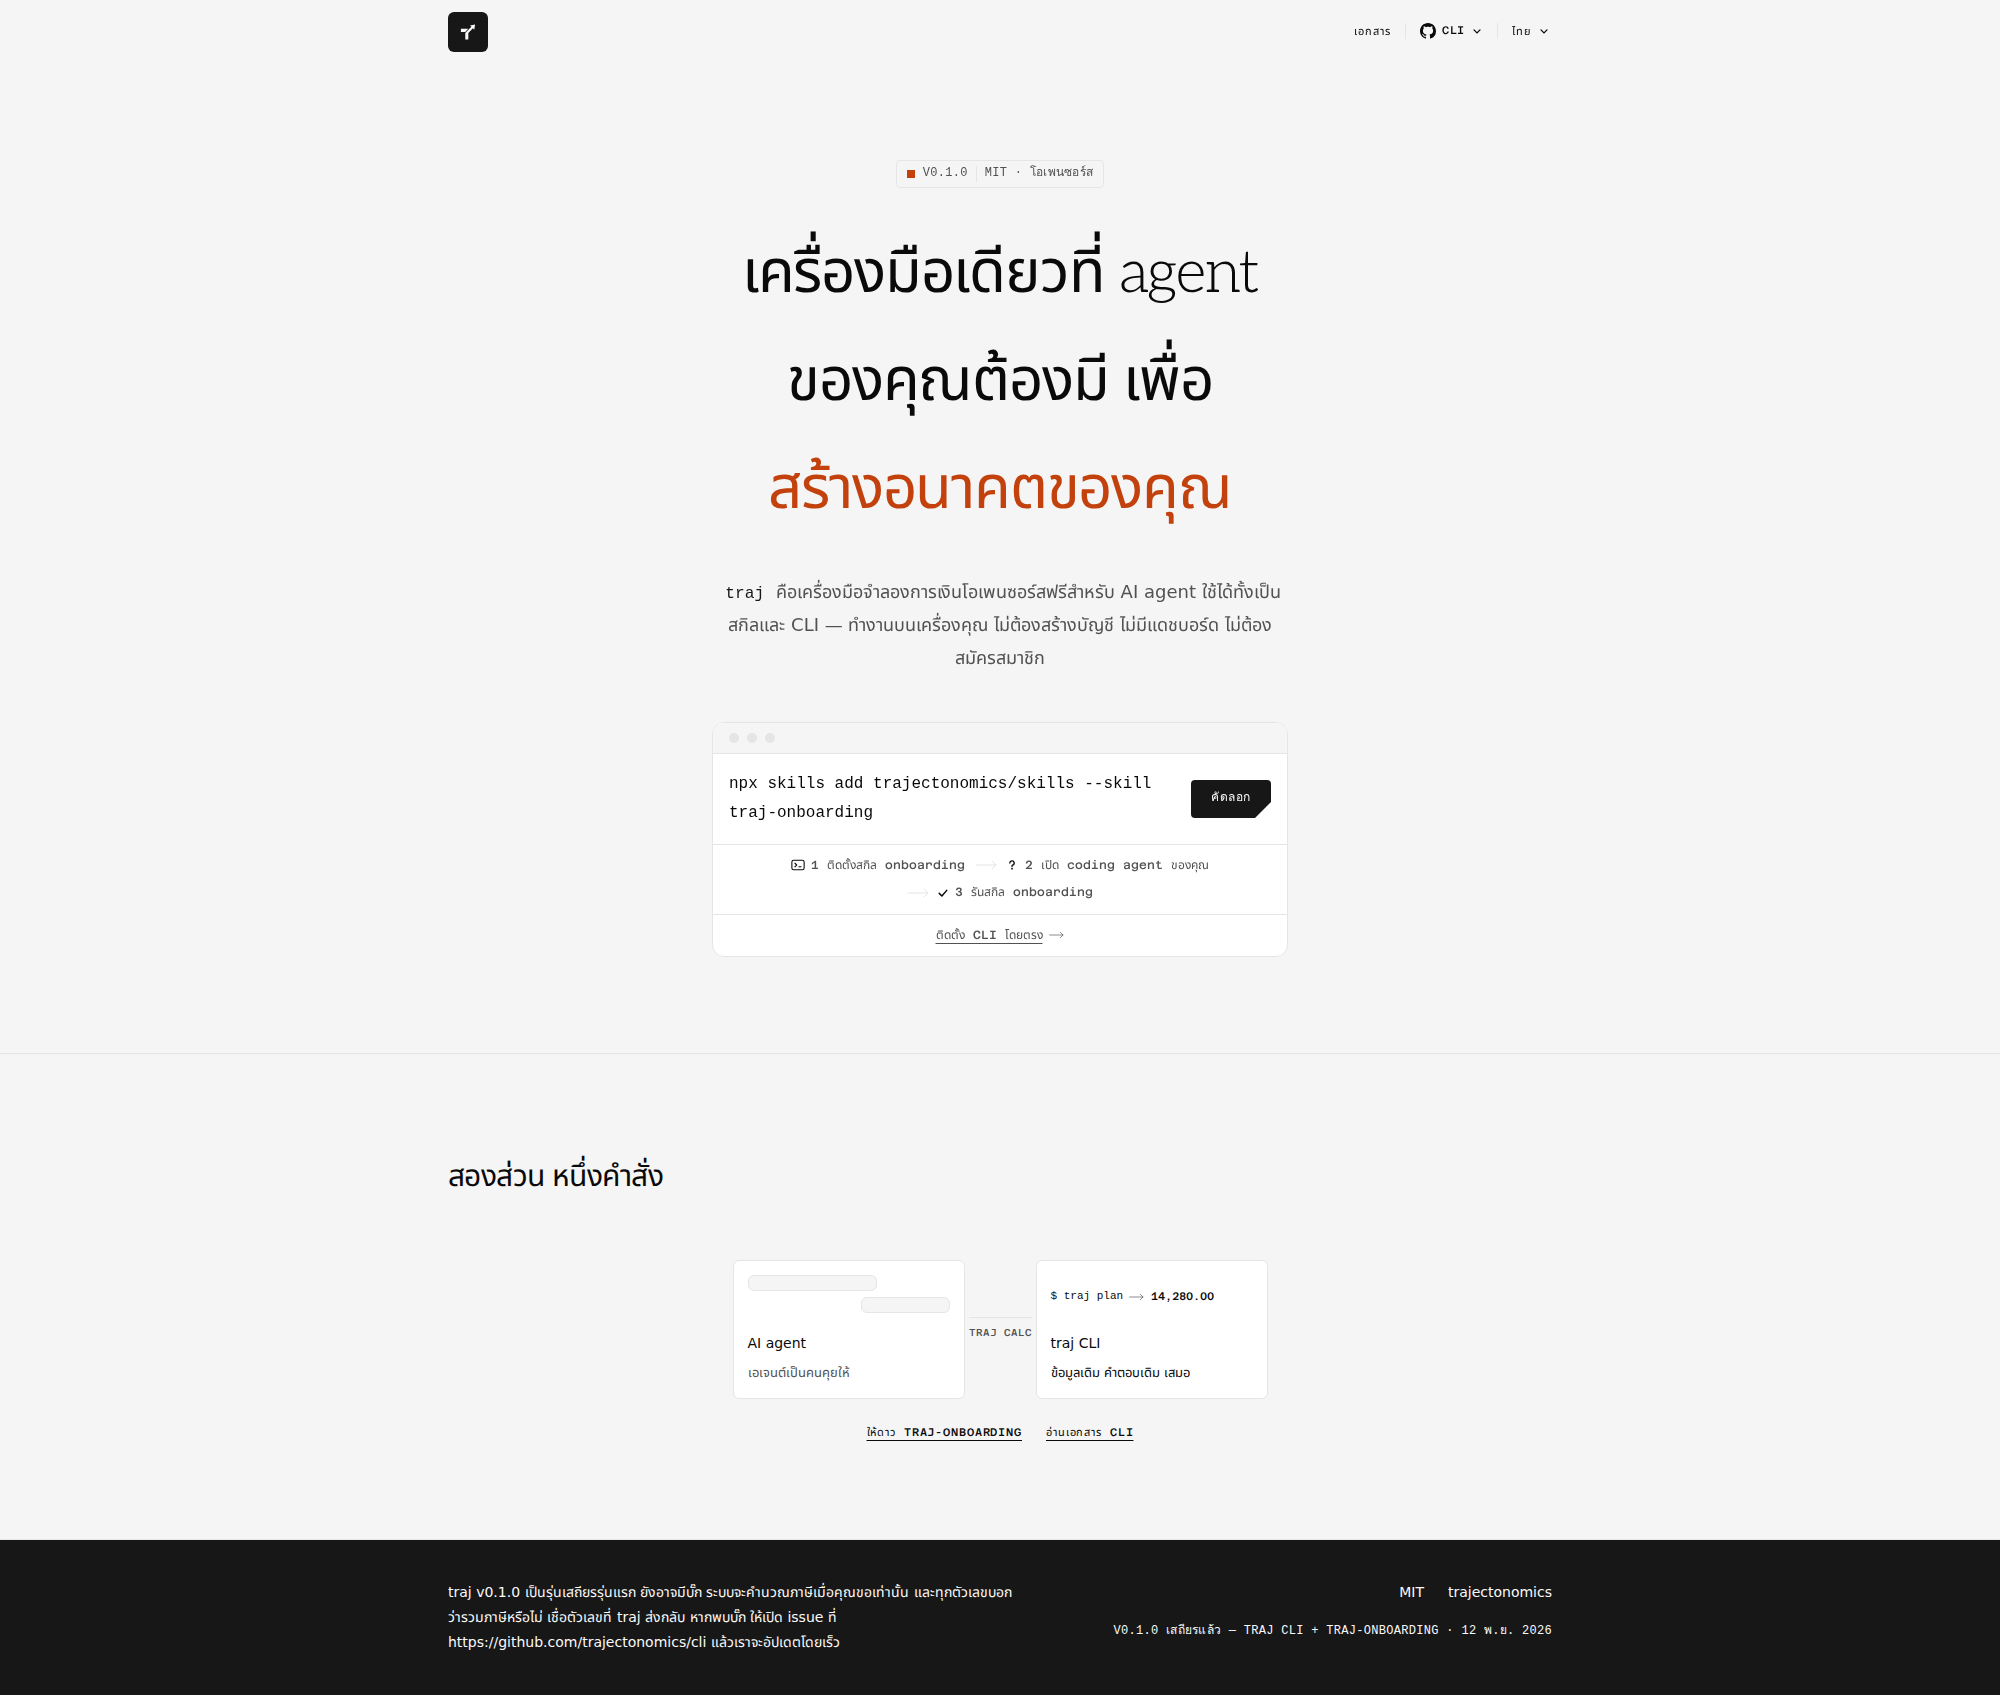 เอกสาร
CLI
ไทย
V0.1.0 MIT · โอเพนซอร์ส
เครื่องมือเดียวที่ agent
ของคุณต้องมี เพื่อ
สร้างอนาคตของคุณ
traj คือเครื่องมือจำลองการเงินโอเพนซอร์สฟรีสำหรับ AI agent ใช้ได้ทั้งเป็น
สกิลและ CLI — ทำงานบนเครื่องคุณ ไม่ต้องสร้างบัญชี ไม่มีแดชบอร์ด ไม่ต้อง
สมัครสมาชิก
npx skills add trajectonomics/skills --skill
traj-onboarding
คัดลอก
1 ติดตั้งสกิล onboarding → ? 2 เปิด coding agent ของคุณ
→ ✓ 3 รับสกิล onboarding
ติดตั้ง CLI โดยตรง →
สองส่วน หนึ่งคำสั่ง
AI agent
เอเจนต์เป็นคนคุยให้
TRAJ CALC
$ traj plan → 14,280.00
traj CLI
ข้อมูลเดิม คำตอบเดิม เสมอ
ให้ดาว TRAJ-ONBOARDING
อ่านเอกสาร CLI
traj v0.1.0 เป็นรุ่นเสถียรรุ่นแรก ยังอาจมีบั๊ก ระบบจะคำนวณภาษีเมื่อคุณขอเท่านั้น และทุกตัวเลขบอก
ว่ารวมภาษีหรือไม่ เชื่อตัวเลขที่ traj ส่งกลับ หากพบบั๊ก ให้เปิด issue ที่
https://github.com/trajectonomics/cli แล้วเราจะอัปเดตโดยเร็ว
MIT trajectonomics
V0.1.0 เสถียรแล้ว — TRAJ CLI + TRAJ-ONBOARDING · 12 พ.ย. 2026